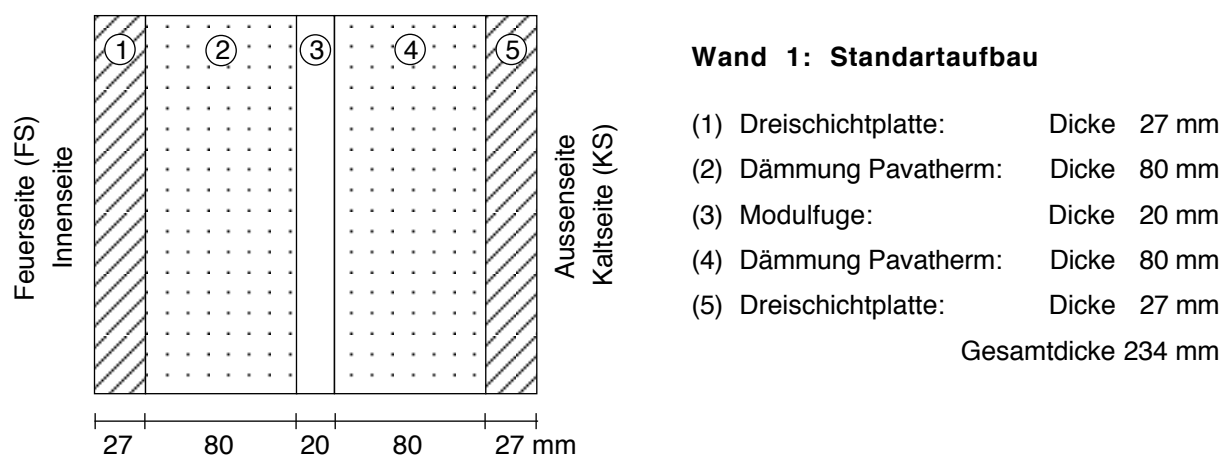 1 2 3 4 5
Feuerseite (FS)
Innenseite
Aussenseite
Kaltseite (KS)
27 80 20 80 27 mm
Wand 1: Standartaufbau
(1) Dreischichtplatte: Dicke 27 mm
(2) Dämmung Pavatherm: Dicke 80 mm
(3) Modulfuge: Dicke 20 mm
(4) Dämmung Pavatherm: Dicke 80 mm
(5) Dreischichtplatte: Dicke 27 mm
Gesamtdicke 234 mm